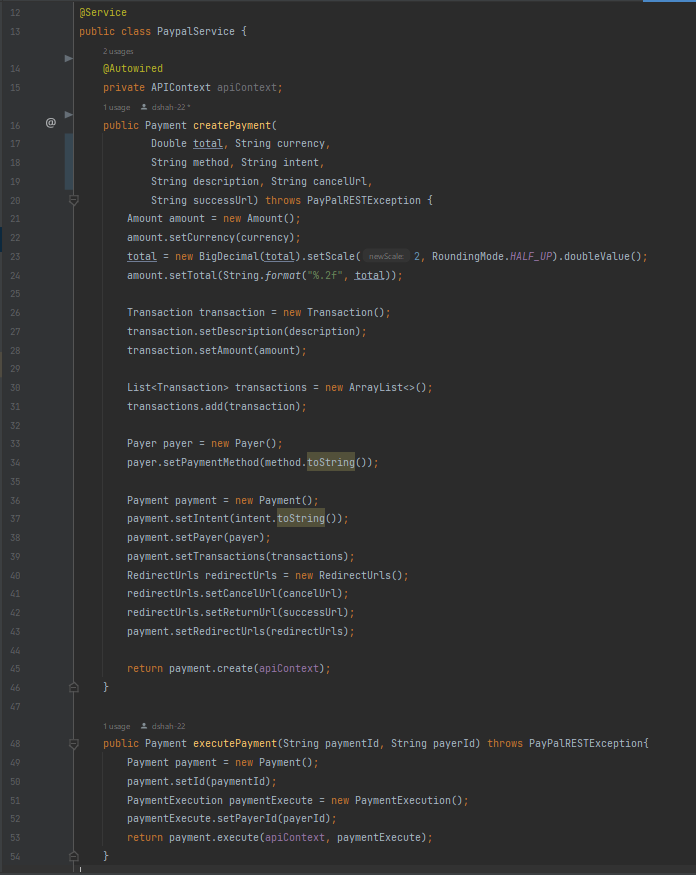 12 @Service
13 public class PaypalService {
2 usages
14 @Autowired
15 private APIContext apiContext;
1 usage dshah-22 *
16 @ public Payment createPayment(
17 Double total, String currency,
18 String method, String intent,
19 String description, String cancelUrl,
20 String successUrl) throws PayPalRESTException {
21 Amount amount = new Amount();
22 amount.setCurrency(currency);
23 total = new BigDecimal(total).setScale( newScale: 2, RoundingMode.HALF_UP).doubleValue();
24 amount.setTotal(String.format("%.2f", total));
25
26 Transaction transaction = new Transaction();
27 transaction.setDescription(description);
28 transaction.setAmount(amount);
29
30 List<Transaction> transactions = new ArrayList<>();
31 transactions.add(transaction);
32
33 Payer payer = new Payer();
34 payer.setPaymentMethod(method.toString());
35
36 Payment payment = new Payment();
37 payment.setIntent(intent.toString());
38 payment.setPayer(payer);
39 payment.setTransactions(transactions);
40 RedirectUrls redirectUrls = new RedirectUrls();
41 redirectUrls.setCancelUrl(cancelUrl);
42 redirectUrls.setReturnUrl(successUrl);
43 payment.setRedirectUrls(redirectUrls);
44
45 return payment.create(apiContext);
46 }
47
1 usage dshah-22
48 public Payment executePayment(String paymentId, String payerId) throws PayPalRESTException{
49 Payment payment = new Payment();
50 payment.setId(paymentId);
51 PaymentExecution paymentExecute = new PaymentExecution();
52 paymentExecute.setPayerId(payerId);
53 return payment.execute(apiContext, paymentExecute);
54 }